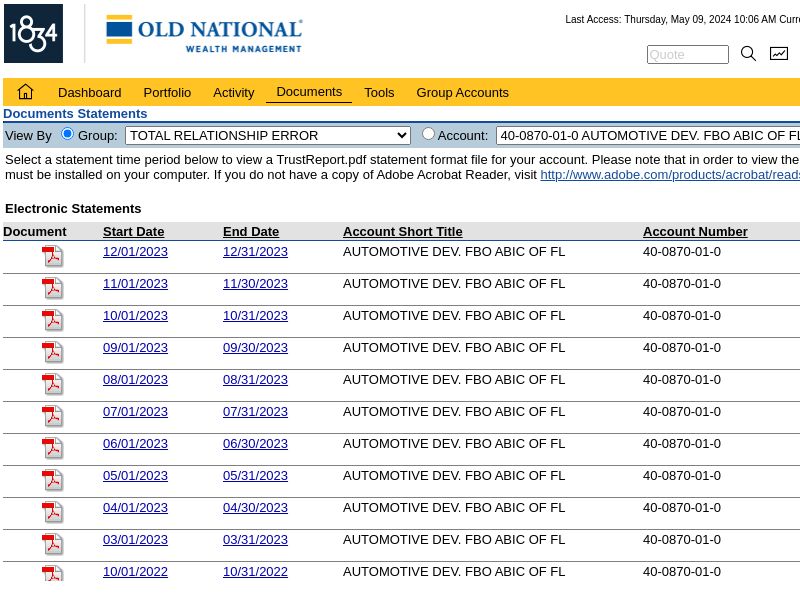 1834
OLD NATIONAL
WEALTH MANAGEMENT
Last Access: Thursday, May 09, 2024 10:06 AM Curr
Quote
Dashboard Portfolio Activity Documents Tools Group Accounts
Documents Statements
View By Group: TOTAL RELATIONSHIP ERROR Account: 40-0870-01-0 AUTOMOTIVE DEV. FBO ABIC OF FL
Select a statement time period below to view a TrustReport.pdf statement format file for your account. Please note that in order to view the
must be installed on your computer. If you do not have a copy of Adobe Acrobat Reader, visit http://www.adobe.com/products/acrobat/read
Electronic Statements
Document Start Date End Date Account Short Title Account Number
12/01/2023 12/31/2023 AUTOMOTIVE DEV. FBO ABIC OF FL 40-0870-01-0
11/01/2023 11/30/2023 AUTOMOTIVE DEV. FBO ABIC OF FL 40-0870-01-0
10/01/2023 10/31/2023 AUTOMOTIVE DEV. FBO ABIC OF FL 40-0870-01-0
09/01/2023 09/30/2023 AUTOMOTIVE DEV. FBO ABIC OF FL 40-0870-01-0
08/01/2023 08/31/2023 AUTOMOTIVE DEV. FBO ABIC OF FL 40-0870-01-0
07/01/2023 07/31/2023 AUTOMOTIVE DEV. FBO ABIC OF FL 40-0870-01-0
06/01/2023 06/30/2023 AUTOMOTIVE DEV. FBO ABIC OF FL 40-0870-01-0
05/01/2023 05/31/2023 AUTOMOTIVE DEV. FBO ABIC OF FL 40-0870-01-0
04/01/2023 04/30/2023 AUTOMOTIVE DEV. FBO ABIC OF FL 40-0870-01-0
03/01/2023 03/31/2023 AUTOMOTIVE DEV. FBO ABIC OF FL 40-0870-01-0
10/01/2022 10/31/2022 AUTOMOTIVE DEV. FBO ABIC OF FL 40-0870-01-0